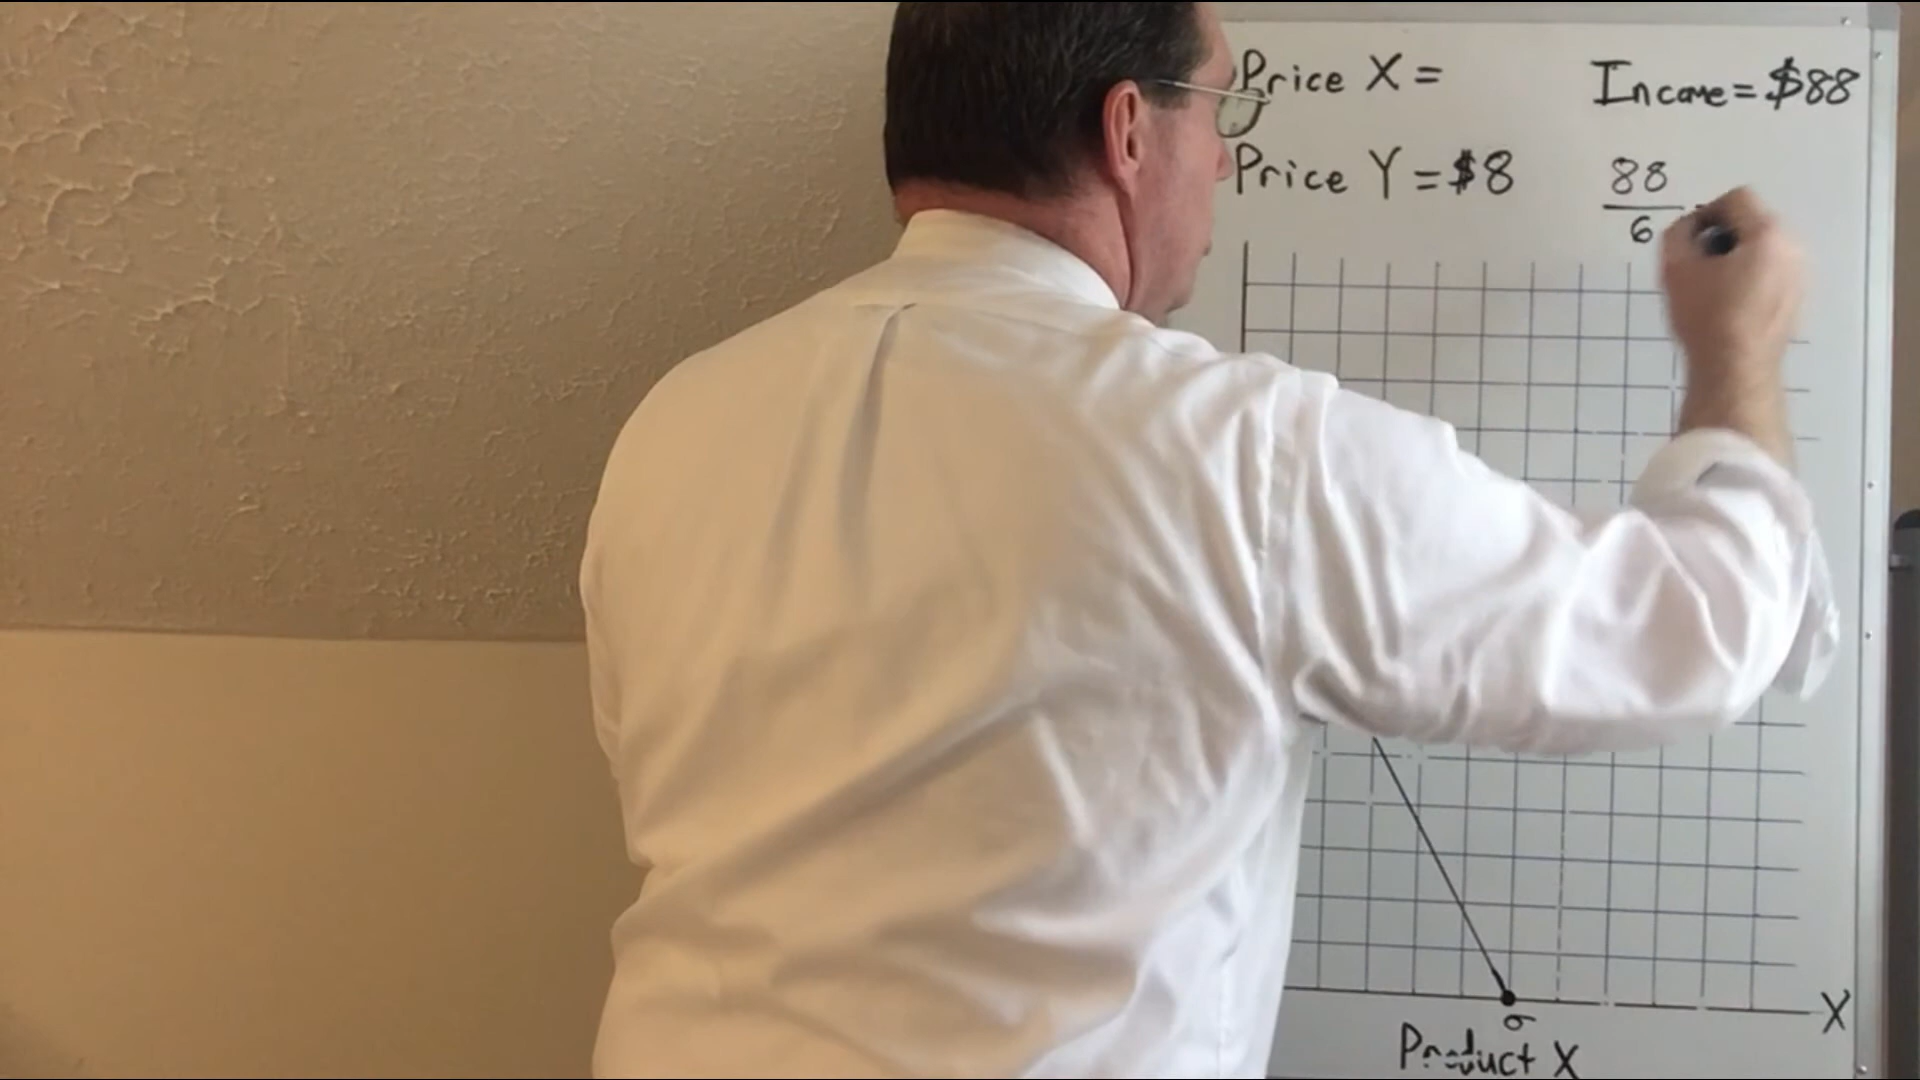 Price X =
Income = $88
Price Y = $8
88
6
X
6
Product X